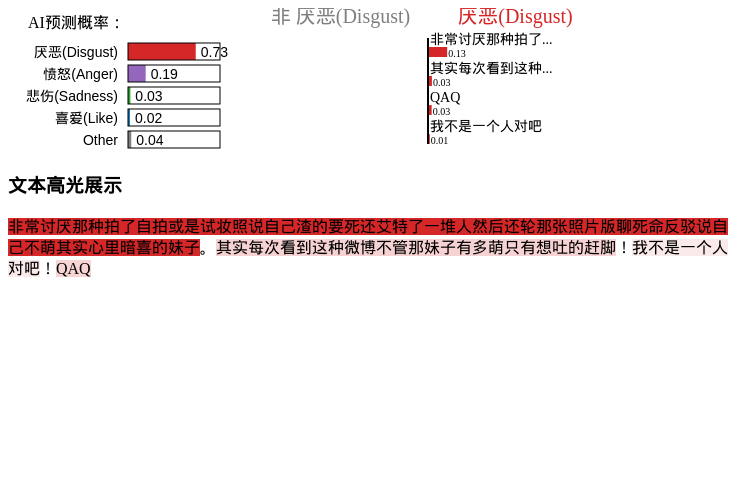 AI预测概率：
厌恶(Disgust) 0.73
愤怒(Anger) 0.19
悲伤(Sadness) 0.03
喜爱(Like) 0.02
Other 0.04
非 厌恶(Disgust) 厌恶(Disgust)
非常讨厌那种拍了...
0.13
其实每次看到这种...
0.03
QAQ
0.03
我不是一个人对吧
0.01
文本高光展示
非常讨厌那种拍了自拍或是试妆照说自己渣的要死还艾特了一堆人然后还轮那张照片版聊死命反驳说自
己不萌其实心里暗喜的妹子。其实每次看到这种微博不管那妹子有多萌只有想吐的赶脚！我不是一个人
对吧！QAQ